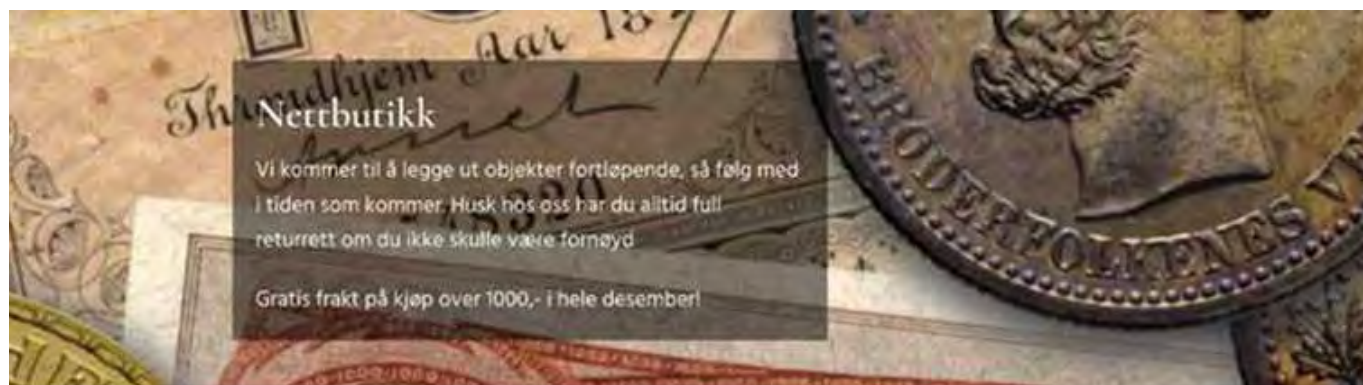 Throndhjem Aar 18
Nettbutikk
Vi kommer til å legge ut objekter fortløpende, så følg med
i tiden som kommer. Husk hos oss har du alltid full
returrett om du ikke skulle være fornøyd
Gratis frakt på kjøp over 1000,- i hele desember!
BRODERFOLKENES